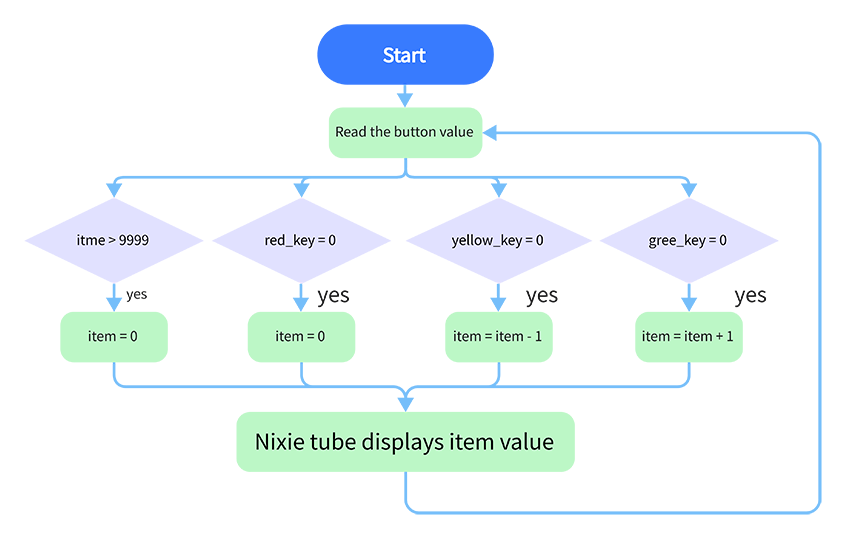 Start
Read the button value
itme > 9999
red_key = 0
yellow_key = 0
gree_key = 0
yes
yes
yes
yes
item = 0
item = 0
item = item - 1
item = item + 1
Nixie tube displays item value